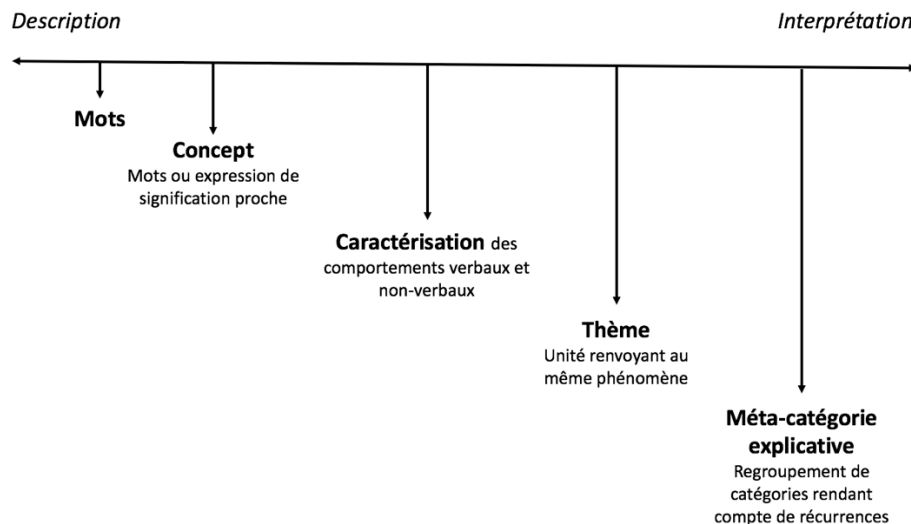 Description
Interprétation
Mots
Concept
Mots ou expression de
signification proche
Caractérisation des
comportements verbaux et
non-verbaux
Thème
Unité renvoyant au
même phénomène
Méta-catégorie
explicative
Regroupement de
catégories rendant
compte de récurrences